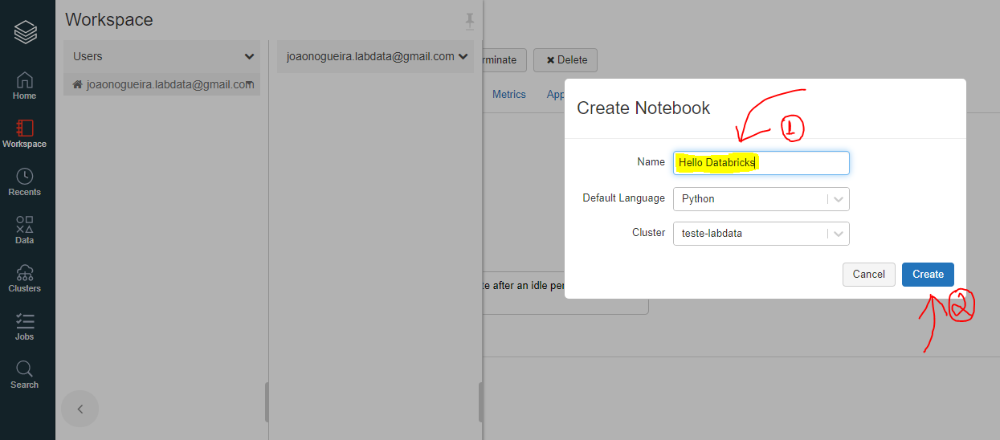 Workspace
Users
joaonogueira.labdata@gmail.com
joaonogueira.labdata@gmail.com
rminate
Delete
Metrics
App
Home
Workspace
Recents
Data
Clusters
Jobs
Search
Create Notebook
1
Name
Hello Databricks
Default Language
Python
Cluster
teste-labdata
Cancel
Create
2
te after an idle per